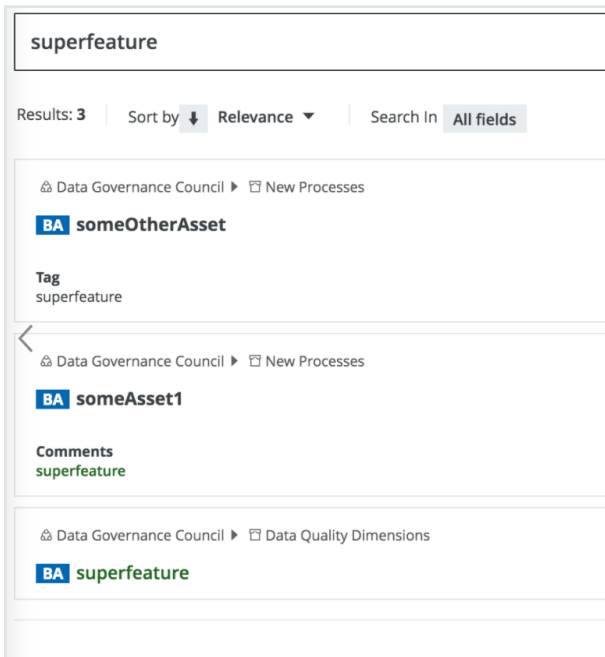 superfeature
Results: 3 Sort by Relevance Search In All fields
Data Governance Council New Processes
BA someOtherAsset
Tag
superfeature
Data Governance Council New Processes
BA someAsset1
Comments
superfeature
Data Governance Council Data Quality Dimensions
BA superfeature